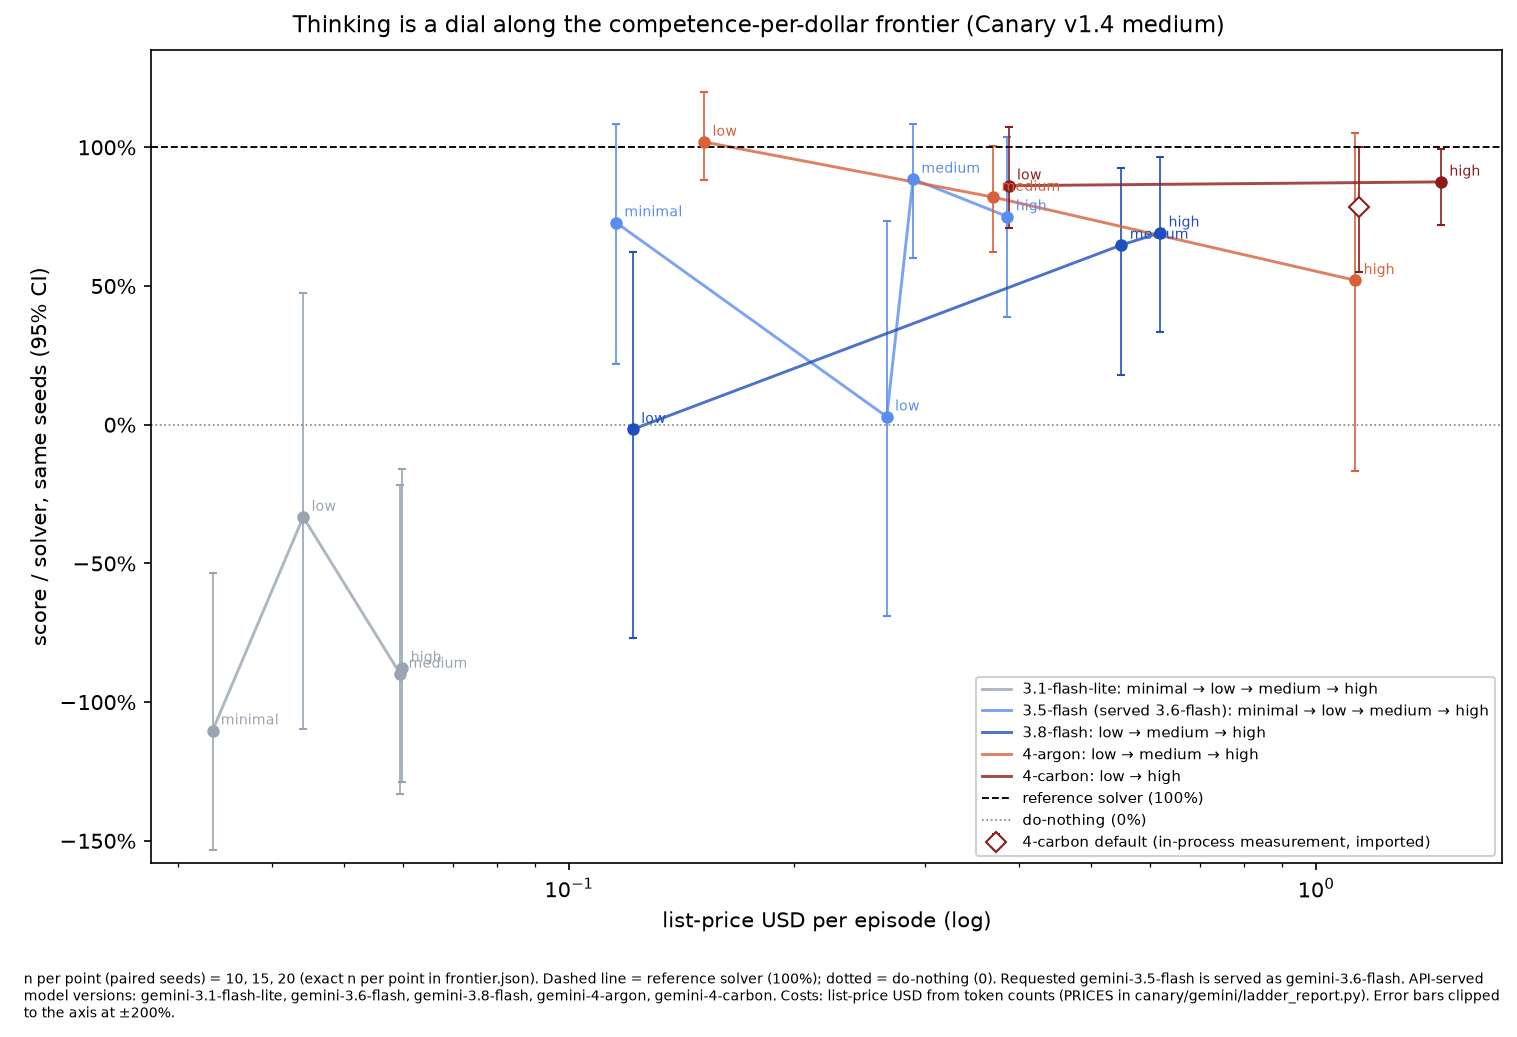 Thinking is a dial along the competence-per-dollar frontier (Canary v1.4 medium)
score / solver, same seeds (95% CI)
100%
50%
0%
−50%
−100%
−150%
low
minimal
medium
low
medium
high
high
medium
high
high
low
low
low
high
medium
minimal
3.1-flash-lite: minimal → low → medium → high
3.5-flash (served 3.6-flash): minimal → low → medium → high
3.8-flash: low → medium → high
4-argon: low → medium → high
4-carbon: low → high
reference solver (100%)
do-nothing (0%)
4-carbon default (in-process measurement, imported)
10⁻¹
10⁰
list-price USD per episode (log)
n per point (paired seeds) = 10, 15, 20 (exact n per point in frontier.json). Dashed line = reference solver (100%); dotted = do-nothing (0). Requested gemini-3.5-flash is served as gemini-3.6-flash. API-served
model versions: gemini-3.1-flash-lite, gemini-3.6-flash, gemini-3.8-flash, gemini-4-argon, gemini-4-carbon. Costs: list-price USD from token counts (PRICES in canary/gemini/ladder_report.py). Error bars clipped
to the axis at ±200%.